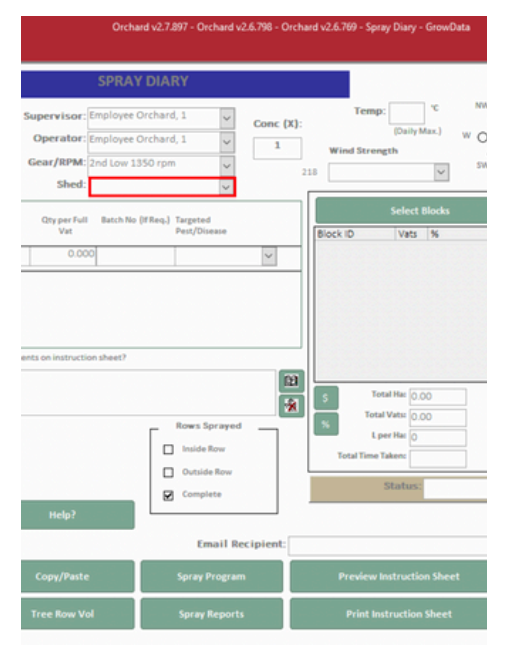 Orchard v2.7.897 - Orchard v2.6.798 - Orchard v2.6.769 - Spray Diary - GrowData
SPRAY DIARY
Supervisor: Employee Orchard, 1
Operator: Employee Orchard, 1
Gear/RPM: 2nd Low 1350 rpm
Shed:
Conc (X):
1
218
Temp: °C
(Daily Max.)
Wind Strength
NW
W
SW
Qty per Full Vat
Batch No (If Req.)
Targeted Pest/Disease
0.000
Select Blocks
Block ID Vats %
ents on instruction sheet?
$
%
Total Ha: 0.00
Total Vats: 0.00
L per Ha: 0
Total Time Taken:
Rows Sprayed
Inside Row
Outside Row
Complete
Status:
Help?
Email Recipient:
Copy/Paste
Spray Program
Preview Instruction Sheet
Tree Row Vol
Spray Reports
Print Instruction Sheet